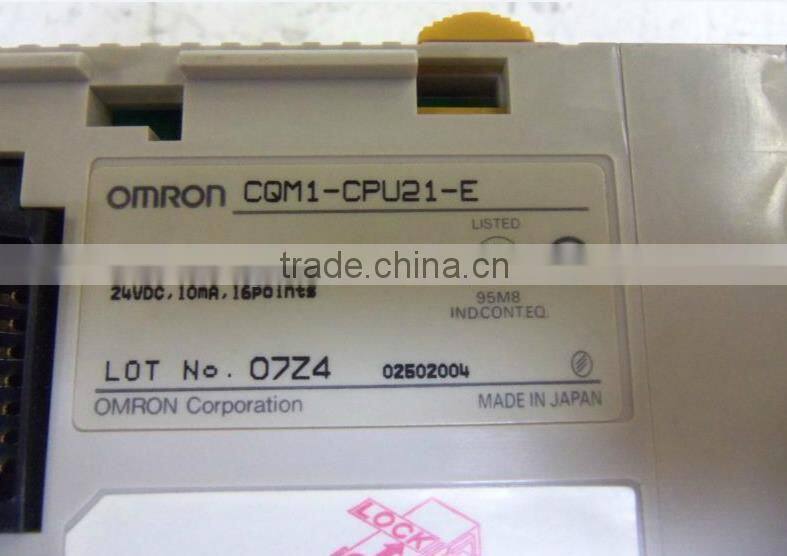 OMRON CQM1-CPU21-E
LISTED
trade.china.cn
24VDC, 10mA, 16points
95M8
IND.CONT.EQ.
LOT No. 07Z4 02502004
OMRON Corporation MADE IN JAPAN
LOCK